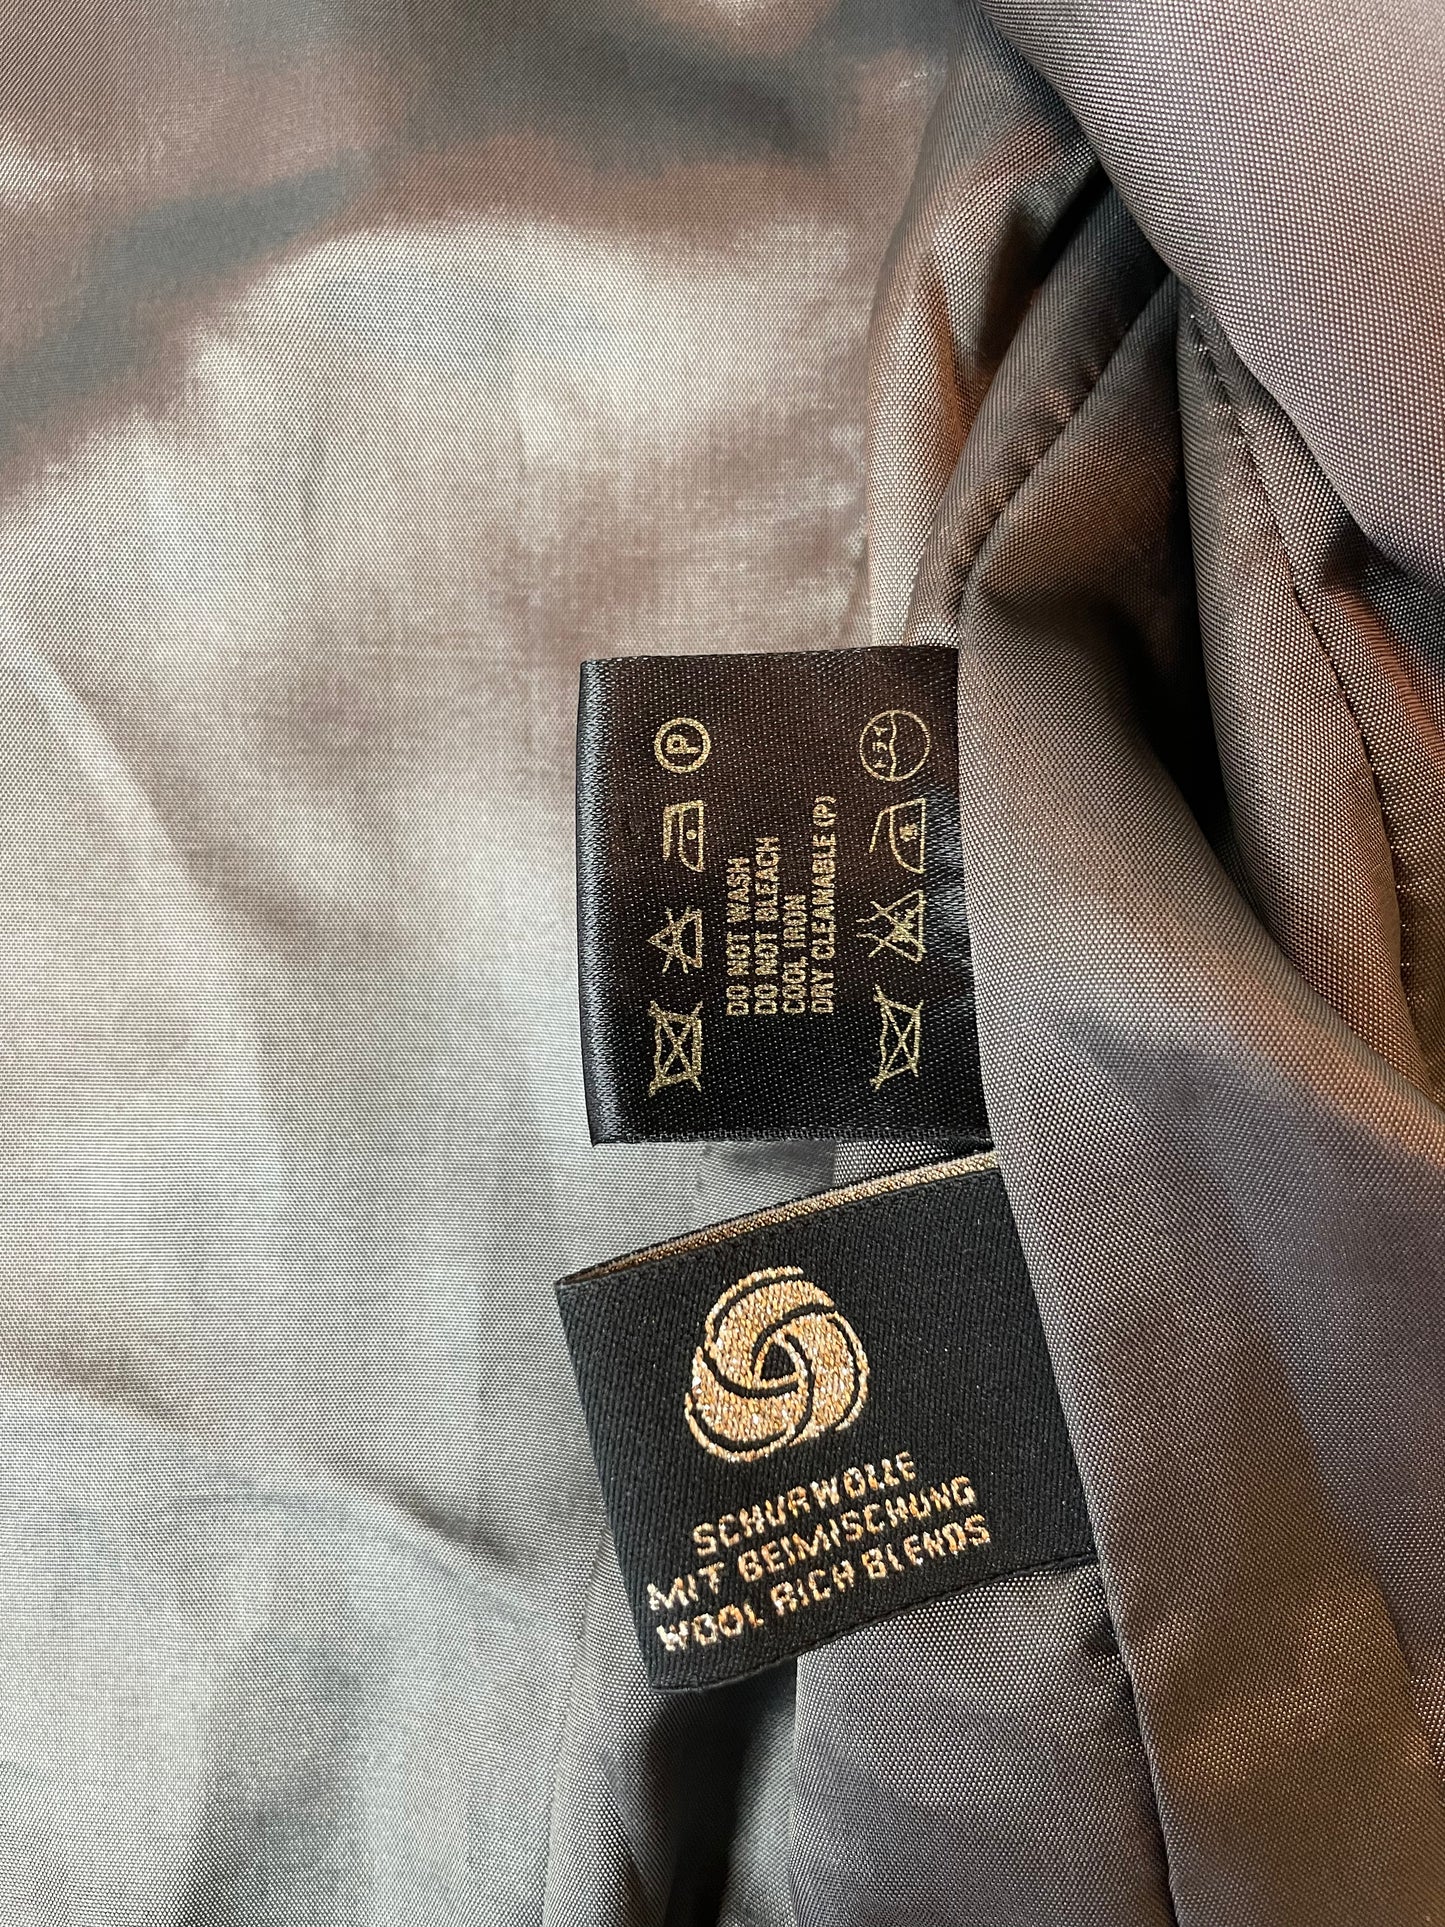 P
DO NOT WASH
DO NOT BLEACH
COOL IRON
DRY CLEANABLE (P)
SCHURWOLLE
MIT BEIMISCHUNG
WOOL RICH BLENDS